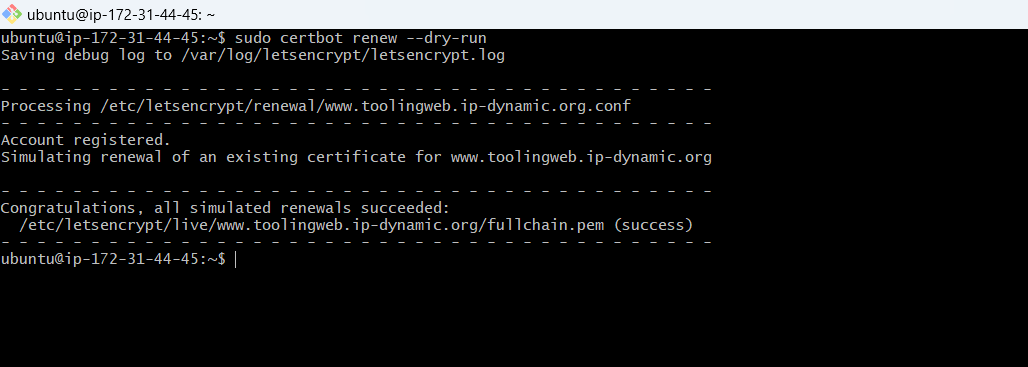 ubuntu@ip-172-31-44-45: ~
ubuntu@ip-172-31-44-45:~$ sudo certbot renew --dry-run
Saving debug log to /var/log/letsencrypt/letsencrypt.log
- - - - - - - - - - - - - - - - - - - - - - - - - - - - - - - - - - - - - - - -
Processing /etc/letsencrypt/renewal/www.toolingweb.ip-dynamic.org.conf
- - - - - - - - - - - - - - - - - - - - - - - - - - - - - - - - - - - - - - - -
Account registered.
Simulating renewal of an existing certificate for www.toolingweb.ip-dynamic.org
- - - - - - - - - - - - - - - - - - - - - - - - - - - - - - - - - - - - - - - -
Congratulations, all simulated renewals succeeded:
  /etc/letsencrypt/live/www.toolingweb.ip-dynamic.org/fullchain.pem (success)
- - - - - - - - - - - - - - - - - - - - - - - - - - - - - - - - - - - - - - - -
ubuntu@ip-172-31-44-45:~$